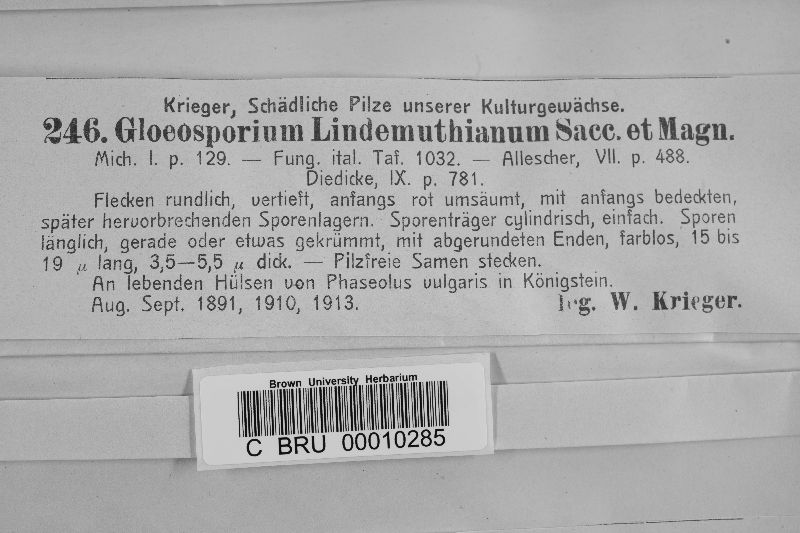 Krieger, Schädliche Pilze unserer Kulturgewächse.
246. Gloeosporium Lindemuthianum Sacc. et Magn.
Mich. I. p. 129. — Fung. ital. Taf. 1032. — Allescher, VII. p. 488.
Diedicke, IX. p. 781.
Flecken rundlich, vertieft, anfangs rot umsäumt, mit anfangs bedeckten,
später hervorbrechenden Sporenlagern. Sporenträger cylindrisch, einfach. Sporen
länglich, gerade oder etwas gekrümmt, mit abgerundeten Enden, farblos, 15 bis
19 μ lang, 3,5—5,5 μ dick. — Pilzfreie Samen stecken.
An lebenden Hülsen von Phaseolus vulgaris in Königstein.
Aug. Sept. 1891, 1910, 1913. leg. W. Krieger.
Brown University Herbarium
C BRU 00010285